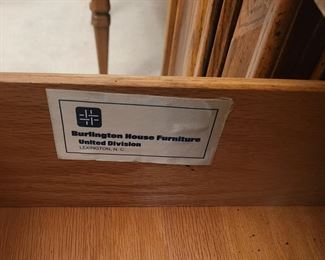 Burlington House Furniture
United Division
LEXINGTON, N. C.